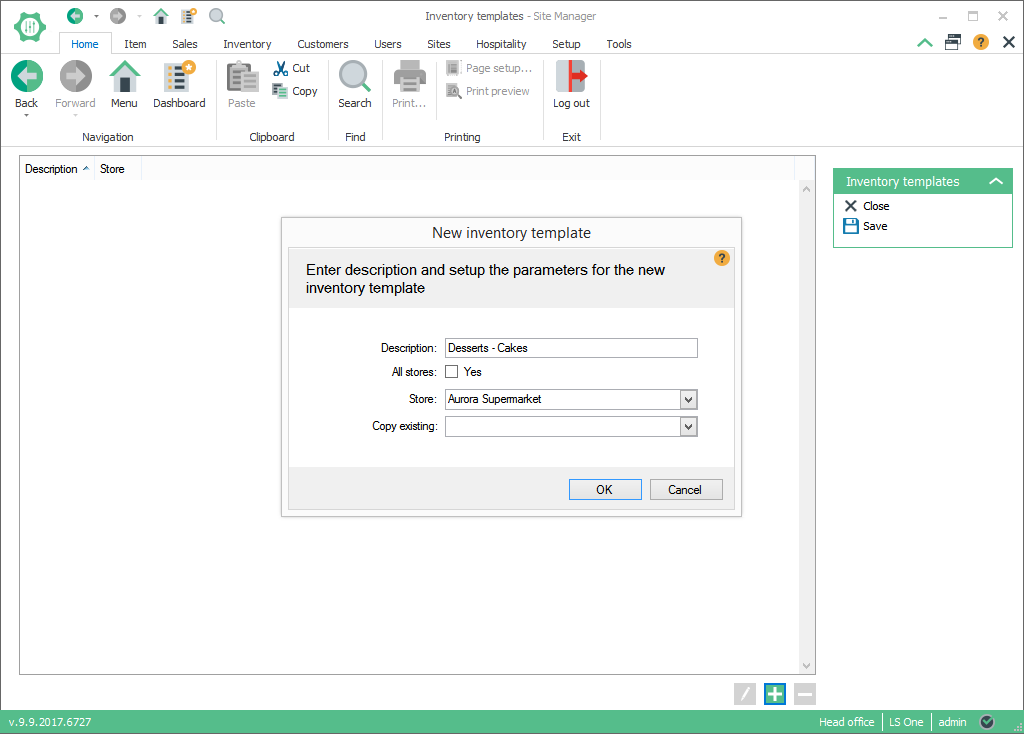 Inventory templates - Site Manager
Home Item Sales Inventory Customers Users Sites Hospitality Setup Tools
?
Back Forward Menu Dashboard
Navigation
Paste Cut
Copy
Clipboard
Search
Find
Print... Page setup...
Print preview
Printing
Log out
Exit
Description Store
Inventory templates
Close
Save
New inventory template
Enter description and setup the parameters for the new
inventory template
?
Description: Desserts - Cakes
All stores: Yes
Store: Aurora Supermarket
Copy existing:
OK Cancel
v.9.9.2017.6727 Head office LS One admin